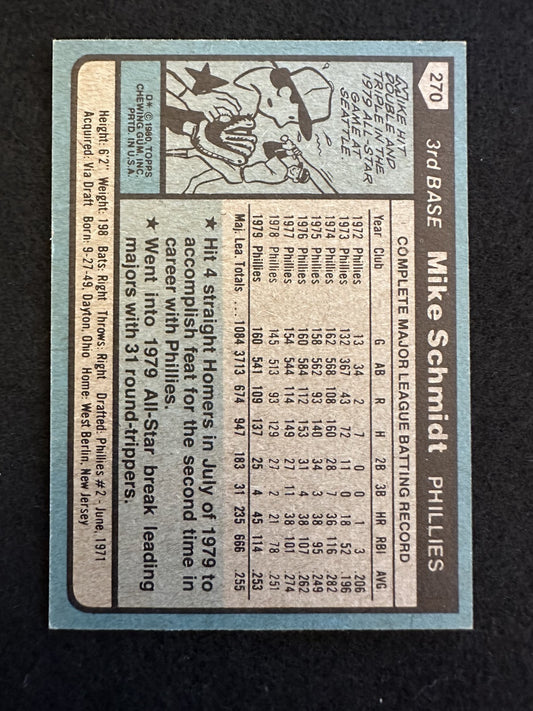 270 3rd BASE Mike Schmidt PHILLIES
COMPLETE MAJOR LEAGUE BATTING RECORD
Year Club G AB R H 2B 3B HR RBI AVG
1972 Phillies 13 34 2 7 0 0 1 3 .206
1973 Phillies 132 367 43 72 11 0 18 52 .196
1974 Phillies 162 568 108 160 28 7 36 116 .282
1975 Phillies 158 562 93 140 34 3 38 95 .249
1976 Phillies 160 584 112 153 31 4 38 107 .262
1977 Phillies 154 544 114 149 27 11 38 101 .274
1978 Phillies 145 513 93 129 27 2 21 78 .251
1979 Phillies 160 541 109 137 25 4 45 114 .253
Maj. Lea. Totals .... 1084 3713 674 947 183 31 235 666 .255
MIKE HIT
DOUBLE AND
TRIPLE IN THE
1979 ALL-STAR
GAME AT
SEATTLE
D* © 1980, TOPPS
CHEWING GUM, INC.
PRTD. IN U.S.A.
★ Hit 4 straight Homers in July of 1979 to
accomplish feat for the second time in
career with Phillies.
★ Went into 1979 All-Star break leading
majors with 31 round-trippers.
Height: 6'2" Weight: 198 Bats: Right Throws: Right Drafted: Phillies #2 - June, 1971
Acquired: Via Draft Born: 9-27-49, Dayton, Ohio Home: West Berlin, New Jersey